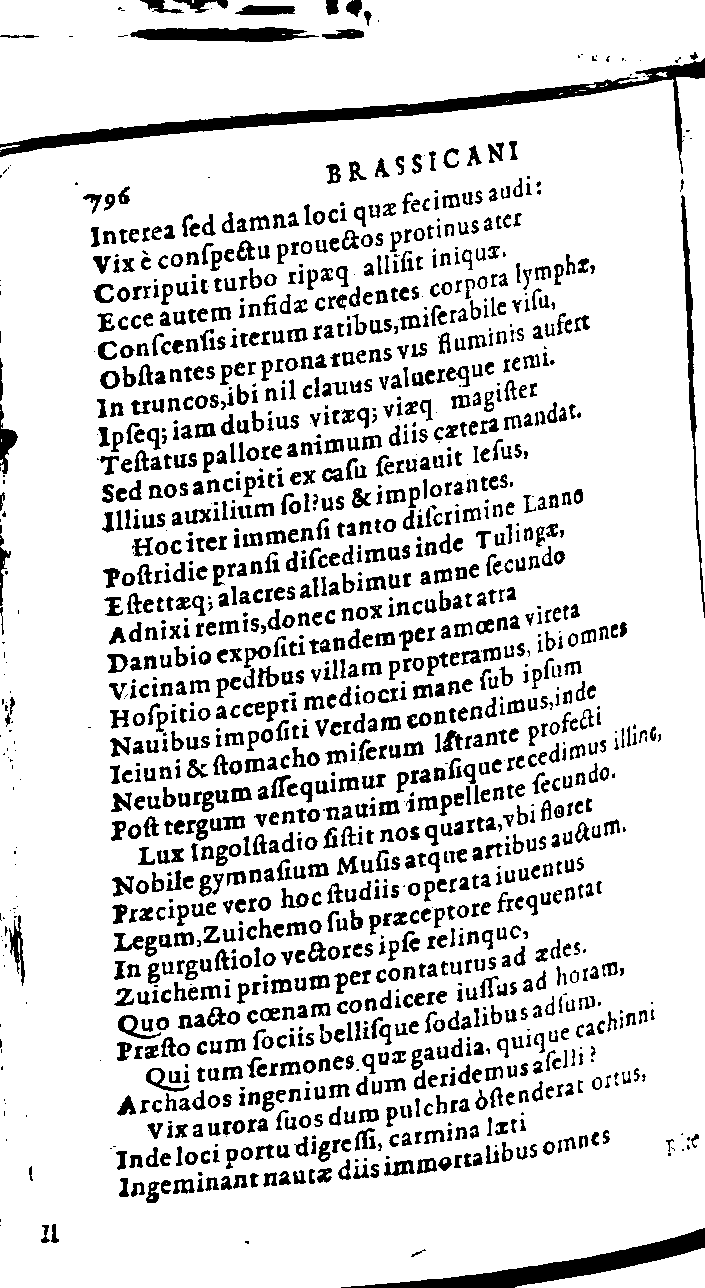 796 BRASSICANI
Interea ſed damna loci quæ fecimus audi:
Vix è conſpectu prouectos protinus ater
Corripuit turbo ripæq alliſit iniquæ.
Ecce autem infidæ credentes corpora lymphæ,
Conſcenſis iterum ratibus,miſerabile viſu,
Obſtantes per prona ruens vis fluminis aufert
In truncos,ibi nil clauus valuereque remi.
Ipſeq; iam dubius vitæq; viæq magiſter
Teſtatus pallore animum diis cætera mandat.
Sed nos ancipiti ex caſu ſeruauit Ieſus,
Illius auxilium & implorantes.
Hoc iter immenſi tanto diſcrimine Lanno
Poſtridie pranſi diſcedimus inde Tulingæ,
Eſtettæq; alacres allabimur amne ſecundo
Adnixi remis,donec nox incubat atra
Danubio expoſiti tandem per amœna vireta
Vicinam pedibus villam propteramus, ibi omnes
Hoſpitio accepti mediocri mane ſub ipſum
Nauibus impoſiti Verdam contendimus,inde
Ieiuni & ſtomacho miſerum latrante profecti
Neuburgum aſſequimur pranſique recedimus illinc,
Poſt tergum vento nauim impellente ſecundo.
Lux Ingolſtadio ſiſtit nos quarta,vbi floret
Nobile gymnaſium Muſis atque artibus auctum.
Præcipue vero hoc ſtudiis operata iuuentus
Legum,Zuichemo ſub præceptore frequentat
In gurguſtiolo vectores ipſe relinquo,
Zuichemi primum percontaturus ad ædes.
Quo nacto cœnam condicere iuſſus ad horam,
Præſto cum ſociis belliſque ſodalibus adſum.
Qui tum ſermones quæ gaudia, quique cachinni
Archados ingenium dum deridemus aſelli?
Vix aurora ſuos dum pulchra oſtenderat ortus,
Inde loci portu digreſſi, carmina læti
Ingeminant nautæ diis immortalibus omnes